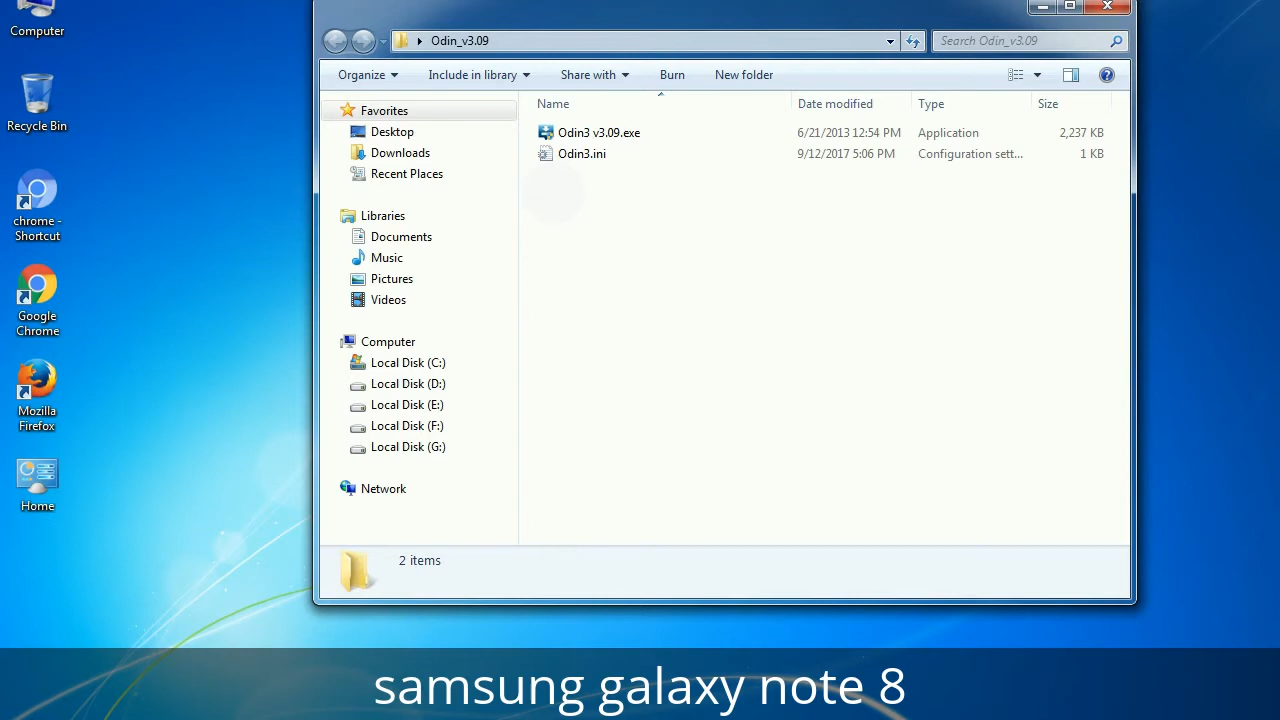 Computer
Recycle Bin
chrome -
Shortcut
Google
Chrome
Mozilla
Firefox
Home
Odin_v3.09
Search Odin_v3.09
Organize
Include in library
Share with
Burn
New folder
Name
Date modified
Type
Size
Odin3 v3.09.exe
6/21/2013 12:54 PM
Application
2,237 KB
Odin3.ini
9/12/2017 5:06 PM
Configuration sett...
1 KB
Favorites
Desktop
Downloads
Recent Places
Libraries
Documents
Music
Pictures
Videos
Computer
Local Disk (C:)
Local Disk (D:)
Local Disk (E:)
Local Disk (F:)
Local Disk (G:)
Network
2 items
samsung galaxy note 8